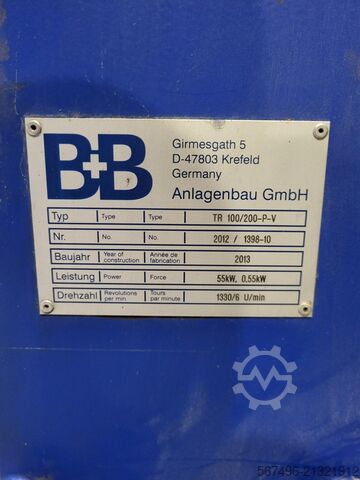 B+B
Girmesgath 5
D-47803 Krefeld
Germany
Anlagenbau GmbH
Typ Type Type TR 100/200-P-V
Nr. No. No. 2012 / 1398-10
Baujahr Year of construction Année de fabrication 2013
Leistung Power Force 55kW, 0,55kW
Drehzahl Revolutions per min Tours par minute 1330/6 U/min
567496-21321912